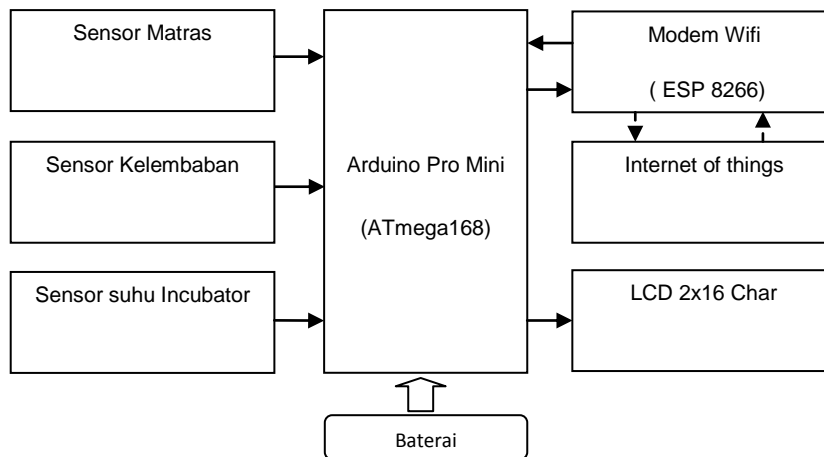 Sensor Matras
Sensor Kelembaban
Sensor suhu Incubator
Arduino Pro Mini
(ATmega168)
Modem Wifi
( ESP 8266)
Internet of things
LCD 2x16 Char
Baterai